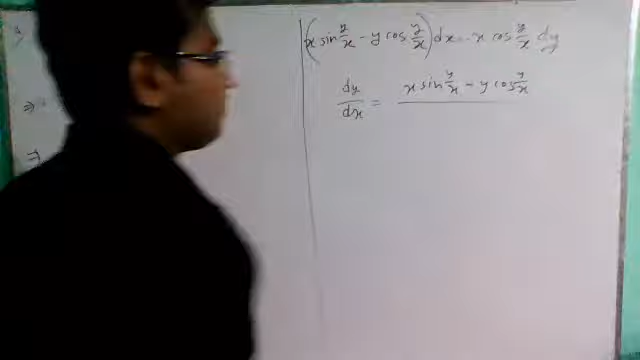 (x sin y/x - y cos y/x) dx = -x cos y/x dy
dy/dx = x sin y/x - y cos y/x
⇒
⇒